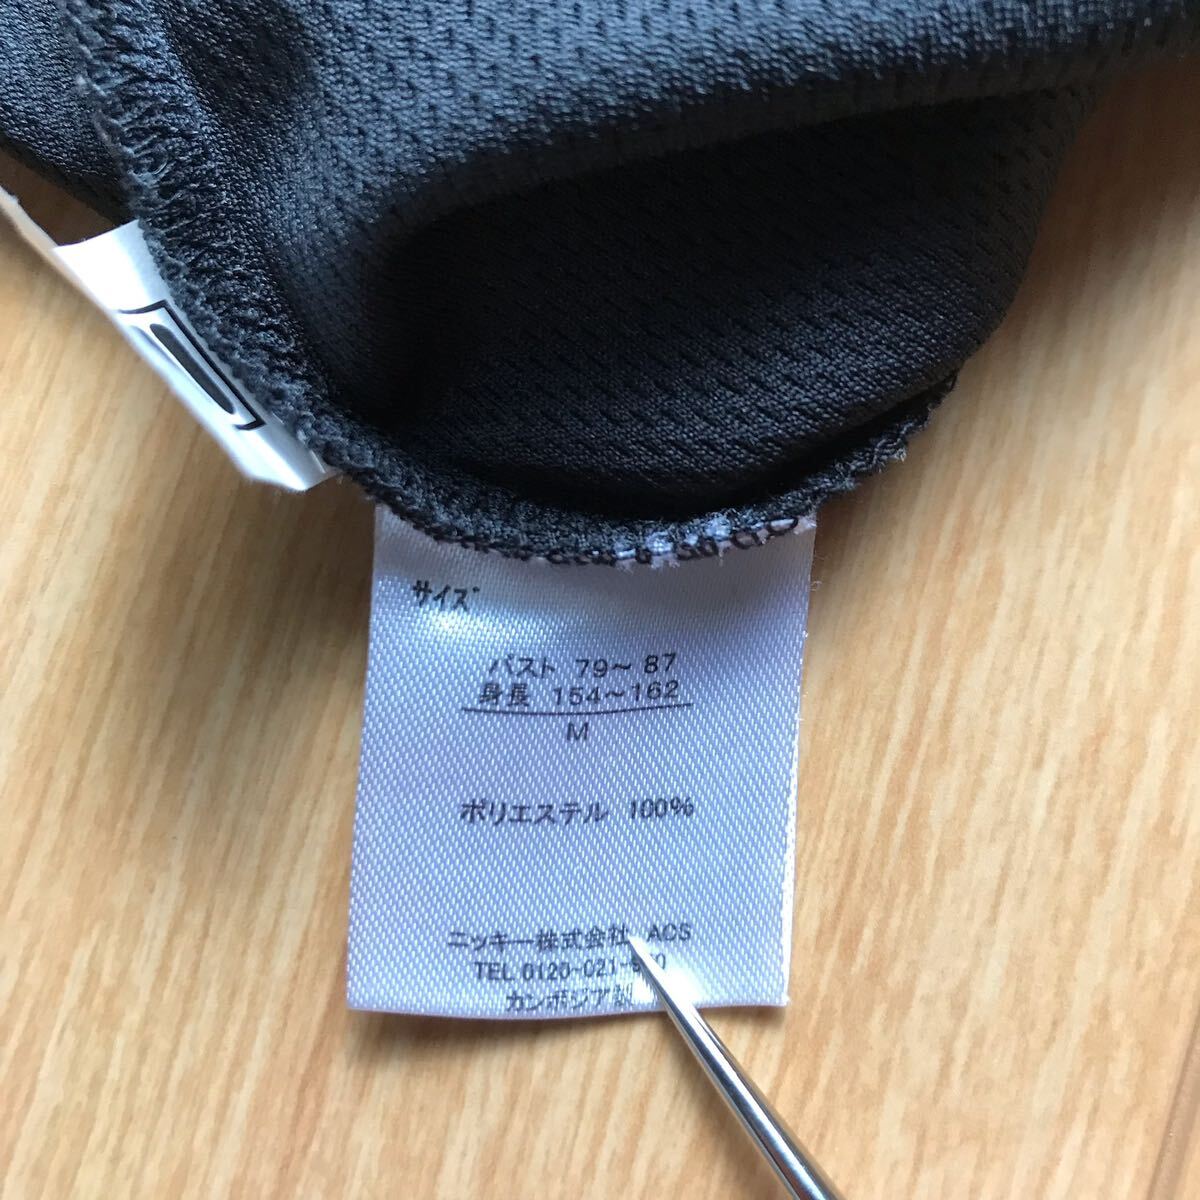 サイズ
バスト 79〜87
身長 154〜162
M
ポリエステル 100%
ニッキー株式会社 ACS
TEL
カンボジア製